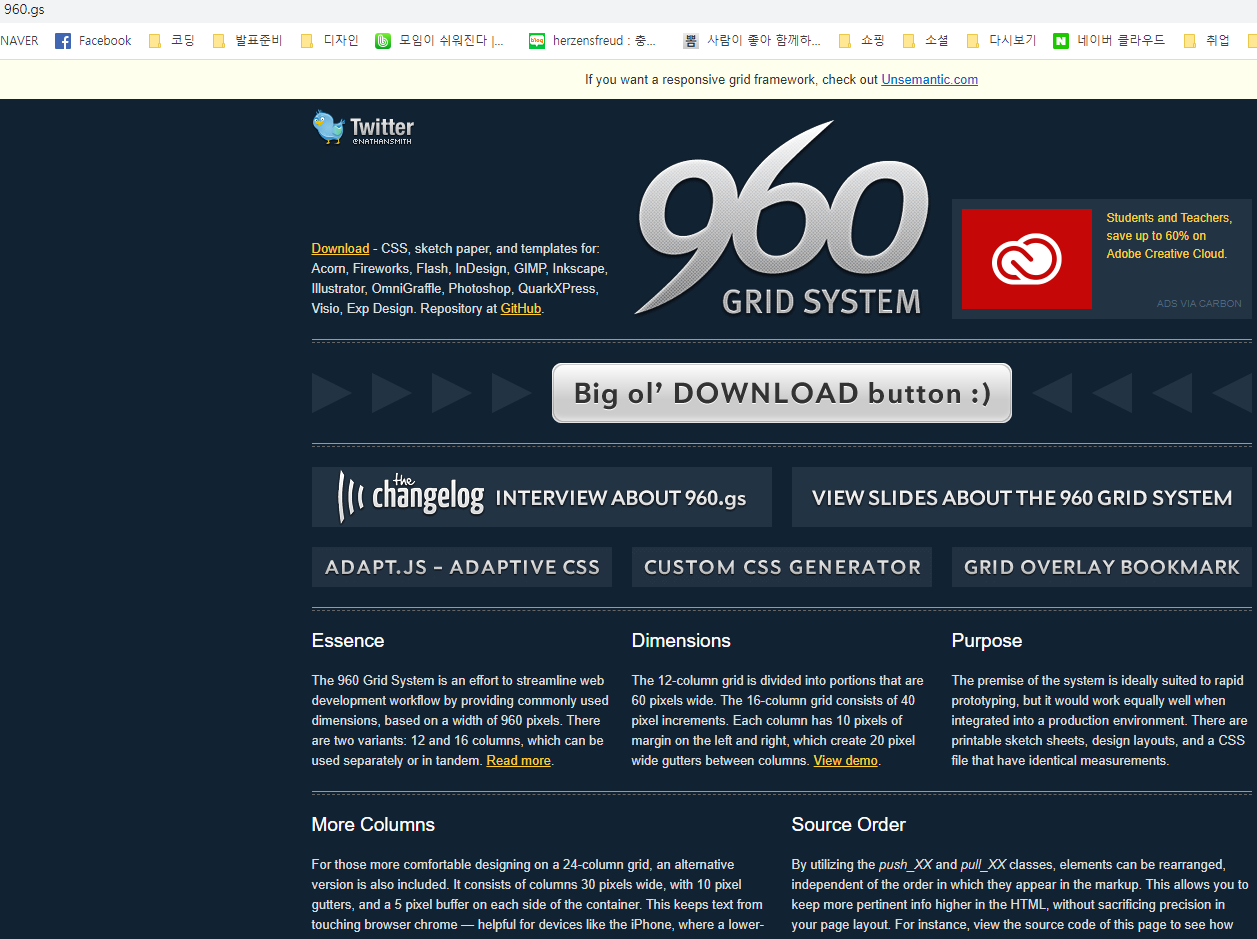 960.gs
NAVER Facebook 코딩 발표준비 디자인 모임이 쉬워진다 |... blog herzensfreud : 충... 뽐 사람이 좋아 함께하... 쇼핑 소셜 다시보기 N 네이버 클라우드 취업
If you want a responsive grid framework, check out Unsemantic.com
Twitter
@NATHANSMITH
960
GRID SYSTEM
Download - CSS, sketch paper, and templates for:
Acorn, Fireworks, Flash, InDesign, GIMP, Inkscape,
Illustrator, OmniGraffle, Photoshop, QuarkXPress,
Visio, Exp Design. Repository at GitHub.
Students and Teachers,
save up to 60% on
Adobe Creative Cloud.
ADS VIA CARBON
Big ol’ DOWNLOAD button :)
the changelog INTERVIEW ABOUT 960.gs
VIEW SLIDES ABOUT THE 960 GRID SYSTEM
ADAPT.JS – ADAPTIVE CSS
CUSTOM CSS GENERATOR
GRID OVERLAY BOOKMARK
Essence
The 960 Grid System is an effort to streamline web
development workflow by providing commonly used
dimensions, based on a width of 960 pixels. There
are two variants: 12 and 16 columns, which can be
used separately or in tandem. Read more.
Dimensions
The 12-column grid is divided into portions that are
60 pixels wide. The 16-column grid consists of 40
pixel increments. Each column has 10 pixels of
margin on the left and right, which create 20 pixel
wide gutters between columns. View demo.
Purpose
The premise of the system is ideally suited to rapid
prototyping, but it would work equally well when
integrated into a production environment. There are
printable sketch sheets, design layouts, and a CSS
file that have identical measurements.
More Columns
For those more comfortable designing on a 24-column grid, an alternative
version is also included. It consists of columns 30 pixels wide, with 10 pixel
gutters, and a 5 pixel buffer on each side of the container. This keeps text from
touching browser chrome — helpful for devices like the iPhone, where a lower-
Source Order
By utilizing the push_XX and pull_XX classes, elements can be rearranged,
independent of the order in which they appear in the markup. This allows you to
keep more pertinent info higher in the HTML, without sacrificing precision in
your page layout. For instance, view the source code of this page to see how